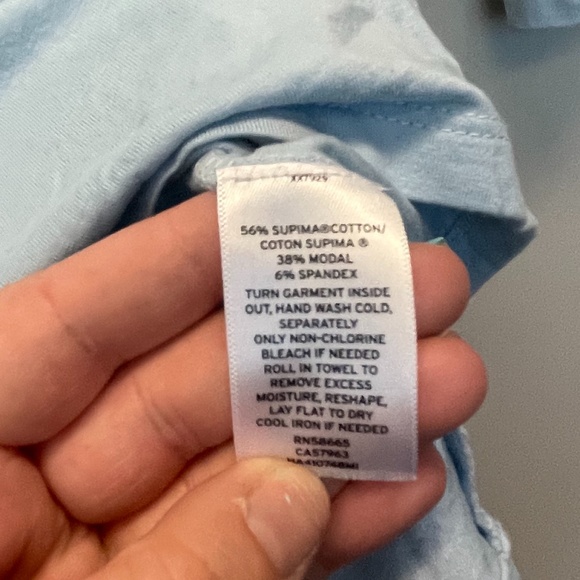 56% SUPIMA®COTTON/
COTON SUPIMA ®
38% MODAL
6% SPANDEX
TURN GARMENT INSIDE
OUT, HAND WASH COLD,
SEPARATELY
ONLY NON-CHLORINE
BLEACH IF NEEDED
ROLL IN TOWEL TO
REMOVE EXCESS
MOISTURE, RESHAPE,
LAY FLAT TO DRY
COOL IRON IF NEEDED
RN58665
CA57963